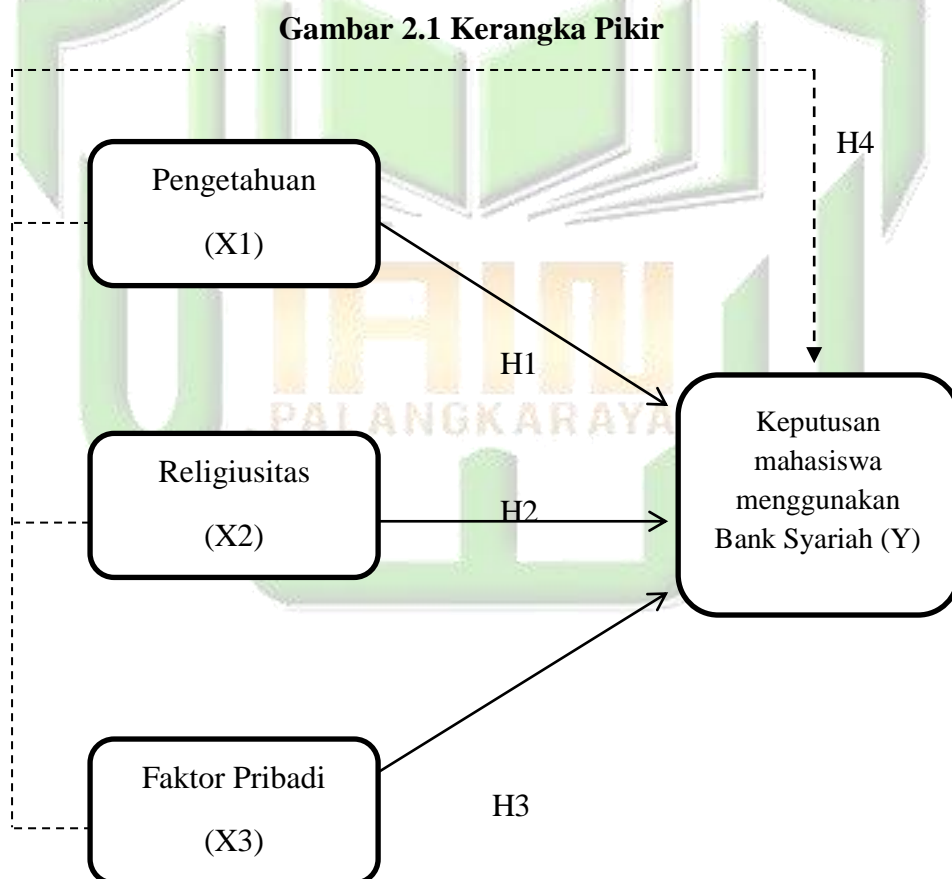 Gambar 2.1 Kerangka Pikir
H4
Pengetahuan
(X1)
H1
IAIN
PALANGKARAYA
Keputusan
mahasiswa
menggunakan
Bank Syariah (Y)
Religiusitas
(X2)
H2
Faktor Pribadi
(X3)
H3